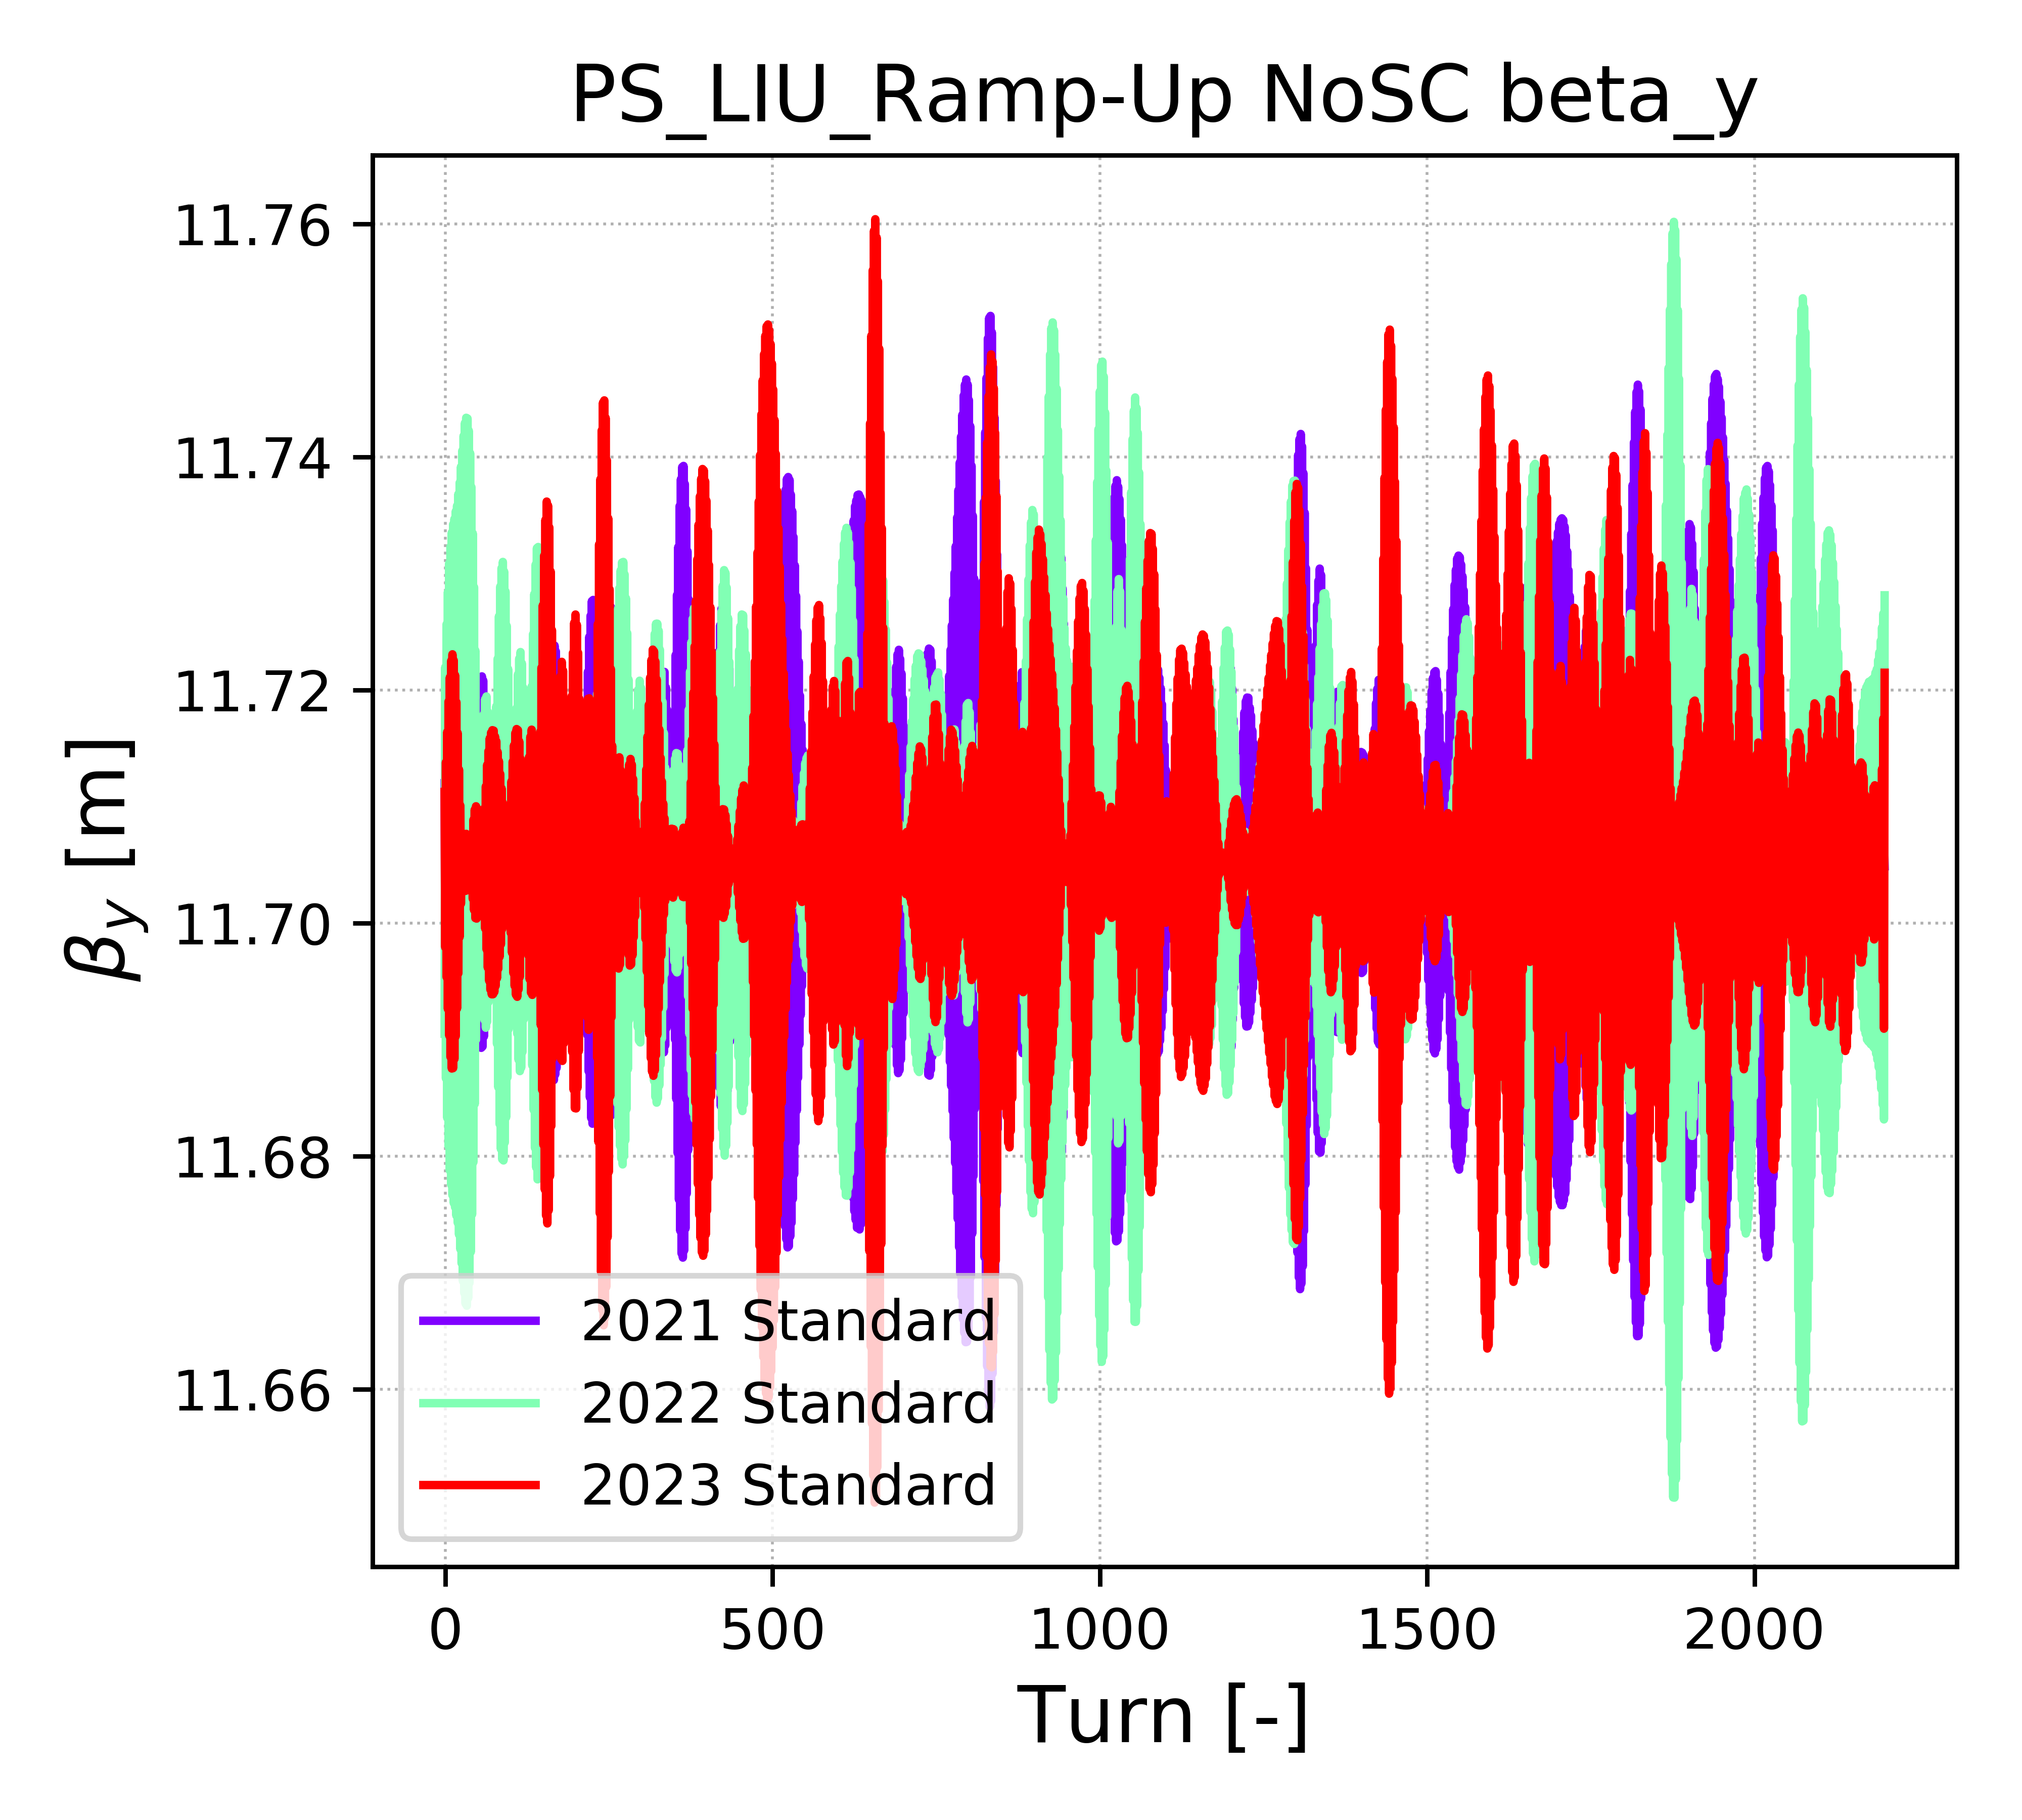 PS_LIU_Ramp-Up NoSC beta_y
11.76
11.74
11.72
11.70
11.68
11.66
βy [m]
2021 Standard
2022 Standard
2023 Standard
0 500 1000 1500 2000
Turn [-]